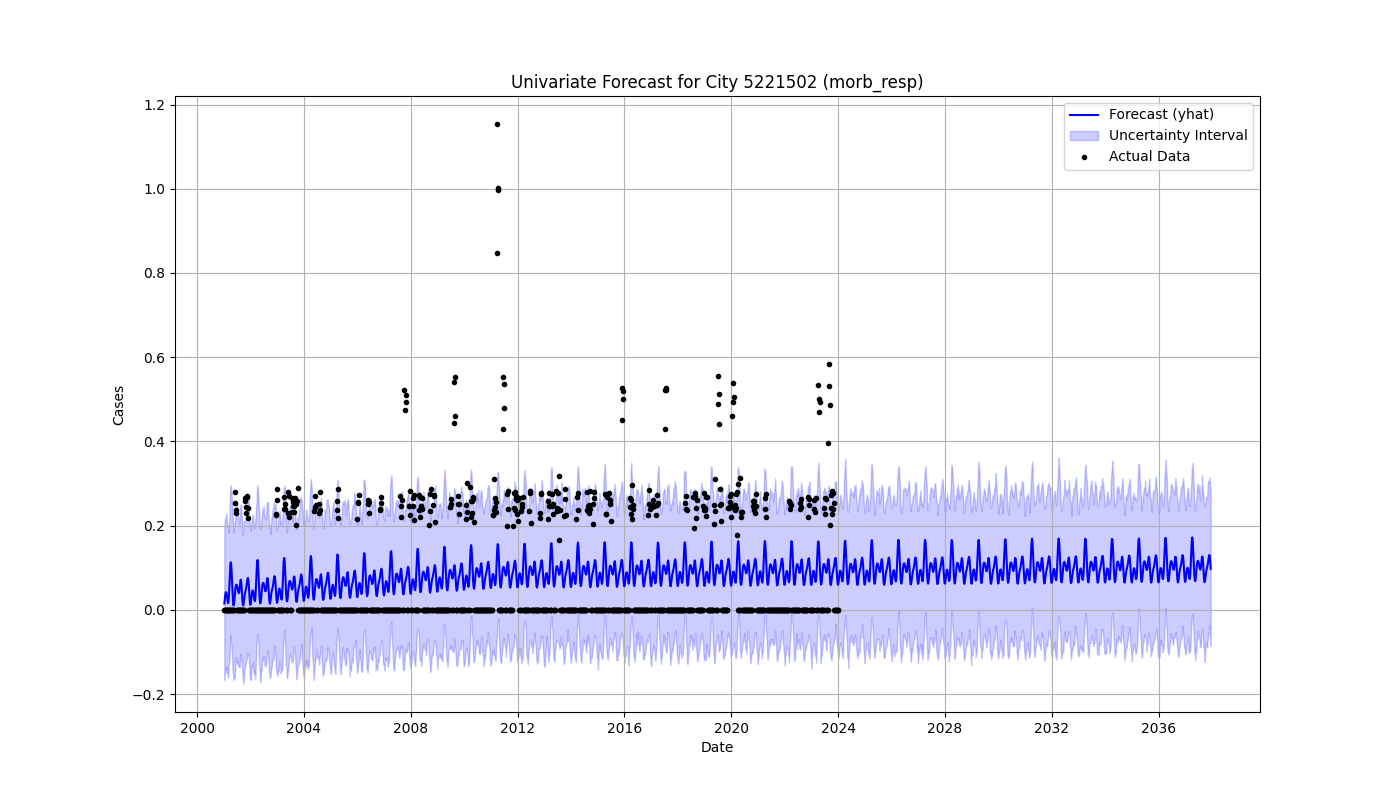 Univariate Forecast for City 5221502 (morb_resp)
Forecast (yhat)
Uncertainty Interval
Actual Data
Cases
1.2
1.0
0.8
0.6
0.4
0.2
0.0
−0.2
2000 2004 2008 2012 2016 2020 2024 2028 2032 2036
Date